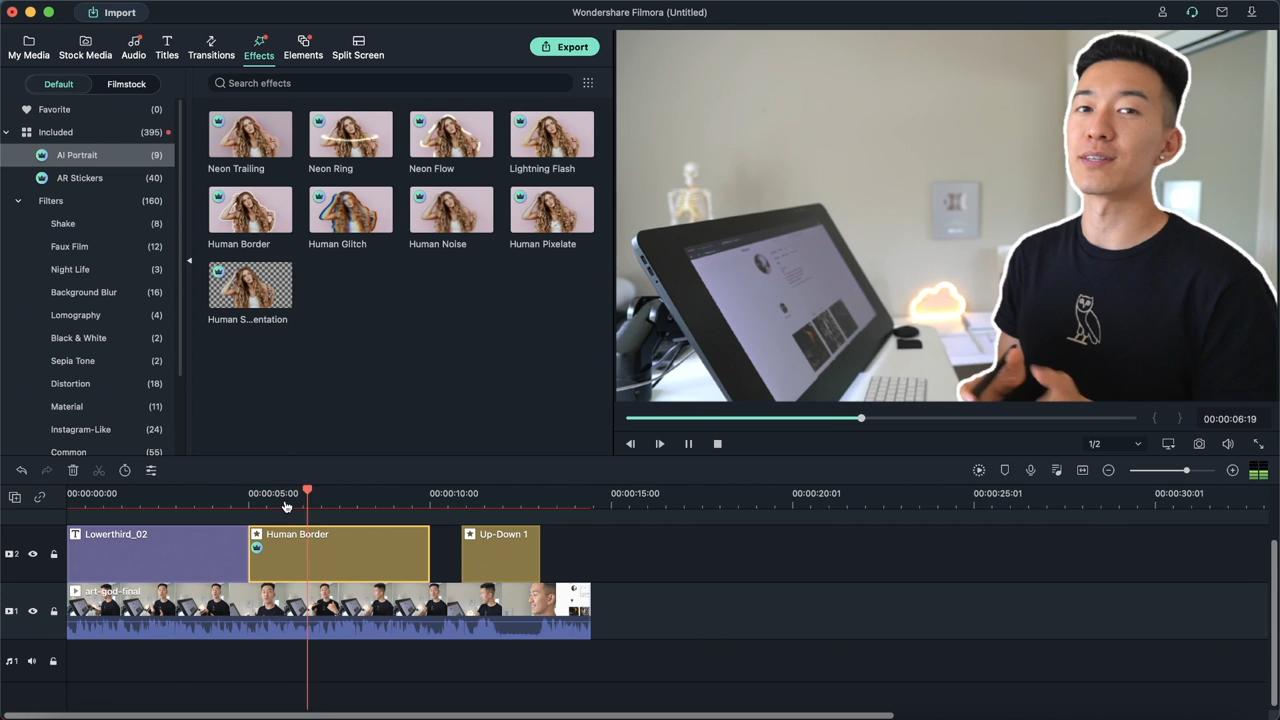 Import
Wondershare Filmora (Untitled)
My Media
Stock Media
Audio
Titles
Transitions
Effects
Elements
Split Screen
Export
Default
Filmstock
Search effects
Favorite (0)
Included (395)
AI Portrait (9)
AR Stickers (40)
Filters (160)
Shake (8)
Faux Film (12)
Night Life (3)
Background Blur (16)
Lomography (4)
Black & White (2)
Sepia Tone (2)
Distortion (18)
Material (11)
Instagram-Like (24)
Common (55)
Neon Trailing
Neon Ring
Neon Flow
Lightning Flash
Human Border
Human Glitch
Human Noise
Human Pixelate
Human S...entation
{ } 00:00:06:19
1/2
00:00:00:00
00:00:05:00
00:00:10:00
00:00:15:00
00:00:20:01
00:00:25:01
00:00:30:01
2
T Lowerthird_02
Human Border
Up-Down 1
1
art-god-final
1